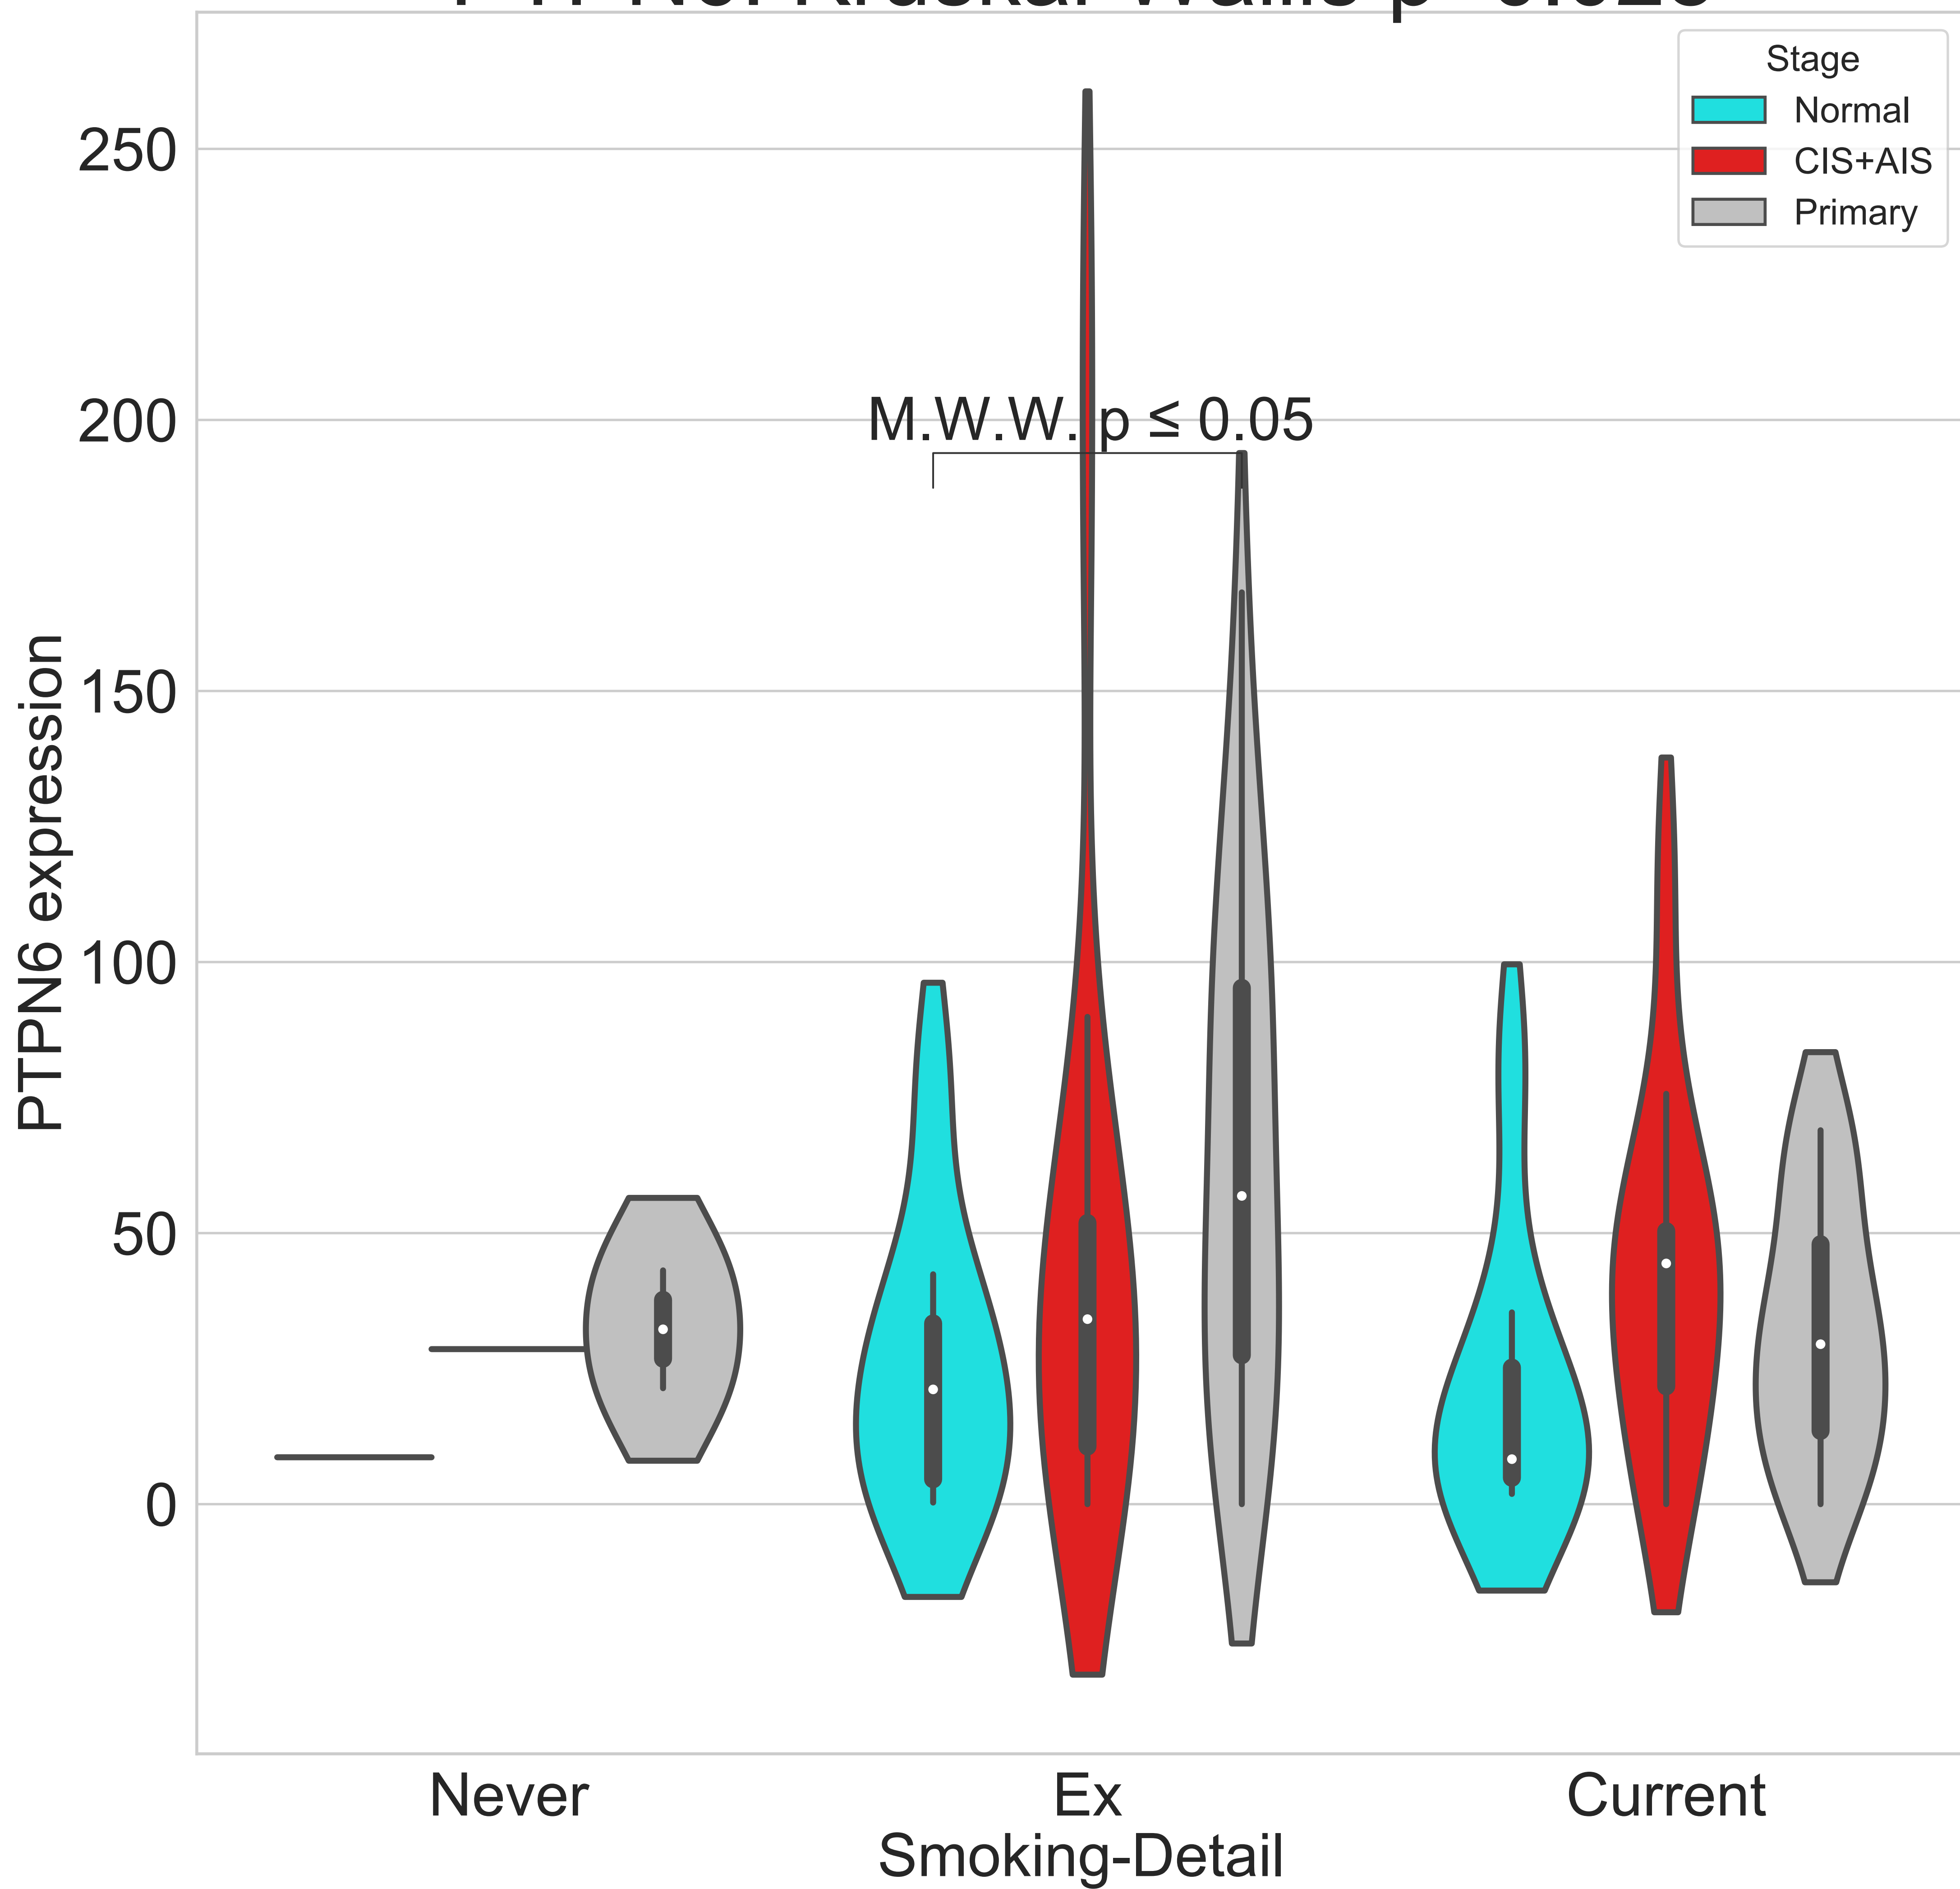 Stage
Normal
CIS+AIS
Primary
250
200
150
100
50
0
PTPN6 expression
M.W.W. p ≤ 0.05
Never
Ex
Current
Smoking-Detail